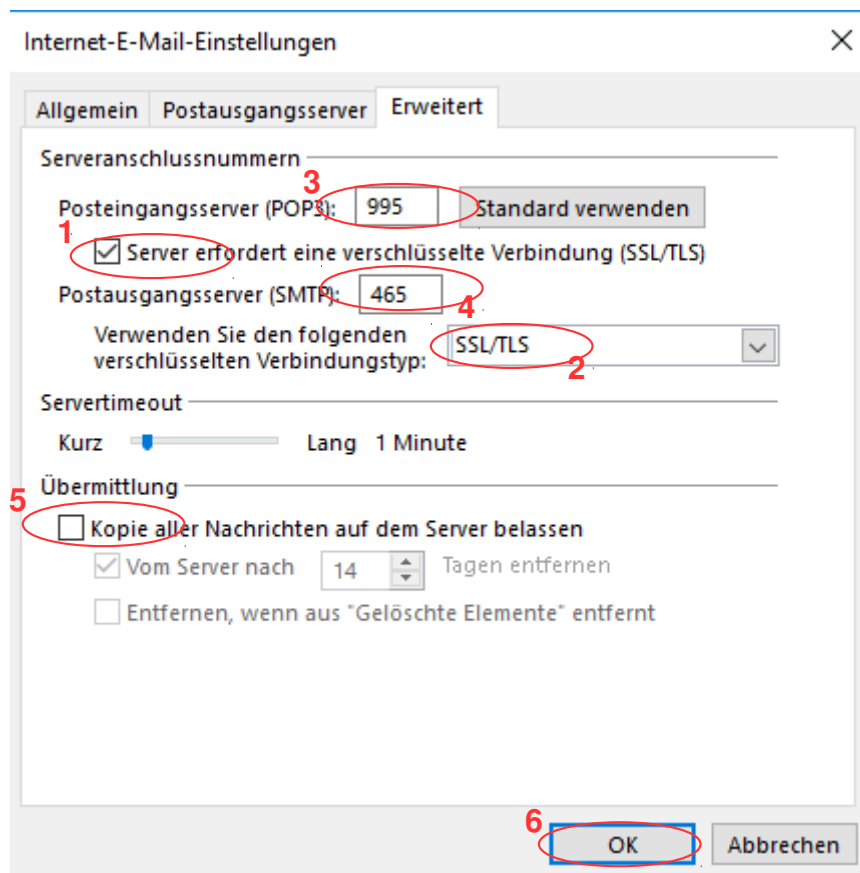 Internet-E-Mail-Einstellungen
Allgemein Postausgangsserver Erweitert
Serveranschlussnummern
3
Posteingangsserver (POP3): 995 Standard verwenden
1
Server erfordert eine verschlüsselte Verbindung (SSL/TLS)
Postausgangsserver (SMTP): 465
4
Verwenden Sie den folgenden
verschlüsselten Verbindungstyp:
SSL/TLS
2
Servertimeout
Kurz Lang 1 Minute
Übermittlung
5
Kopie aller Nachrichten auf dem Server belassen
Vom Server nach 14 Tagen entfernen
Entfernen, wenn aus "Gelöschte Elemente" entfernt
6
OK Abbrechen